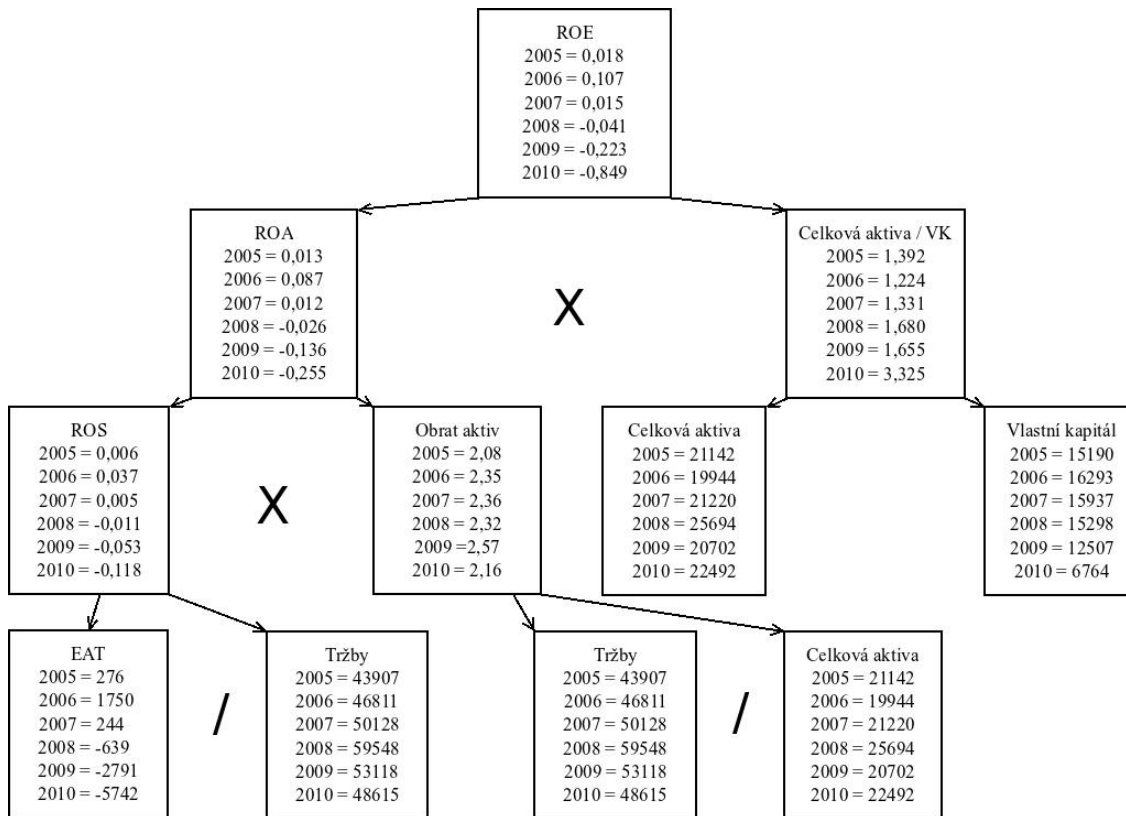 ROE
2005 = 0,018
2006 = 0,107
2007 = 0,015
2008 = -0,041
2009 = -0,223
2010 = -0,849
ROA
2005 = 0,013
2006 = 0,087
2007 = 0,012
2008 = -0,026
2009 = -0,136
2010 = -0,255
X
Celková aktiva / VK
2005 = 1,392
2006 = 1,224
2007 = 1,331
2008 = 1,680
2009 = 1,655
2010 = 3,325
ROS
2005 = 0,006
2006 = 0,037
2007 = 0,005
2008 = -0,011
2009 = -0,053
2010 = -0,118
X
Obrat aktiv
2005 = 2,08
2006 = 2,35
2007 = 2,36
2008 = 2,32
2009 =2,57
2010 = 2,16
Celková aktiva
2005 = 21142
2006 = 19944
2007 = 21220
2008 = 25694
2009 = 20702
2010 = 22492
Vlastní kapitál
2005 = 15190
2006 = 16293
2007 = 15937
2008 = 15298
2009 = 12507
2010 = 6764
EAT
2005 = 276
2006 = 1750
2007 = 244
2008 = -639
2009 = -2791
2010 = -5742
/
Tržby
2005 = 43907
2006 = 46811
2007 = 50128
2008 = 59548
2009 = 53118
2010 = 48615
Tržby
2005 = 43907
2006 = 46811
2007 = 50128
2008 = 59548
2009 = 53118
2010 = 48615
/
Celková aktiva
2005 = 21142
2006 = 19944
2007 = 21220
2008 = 25694
2009 = 20702
2010 = 22492